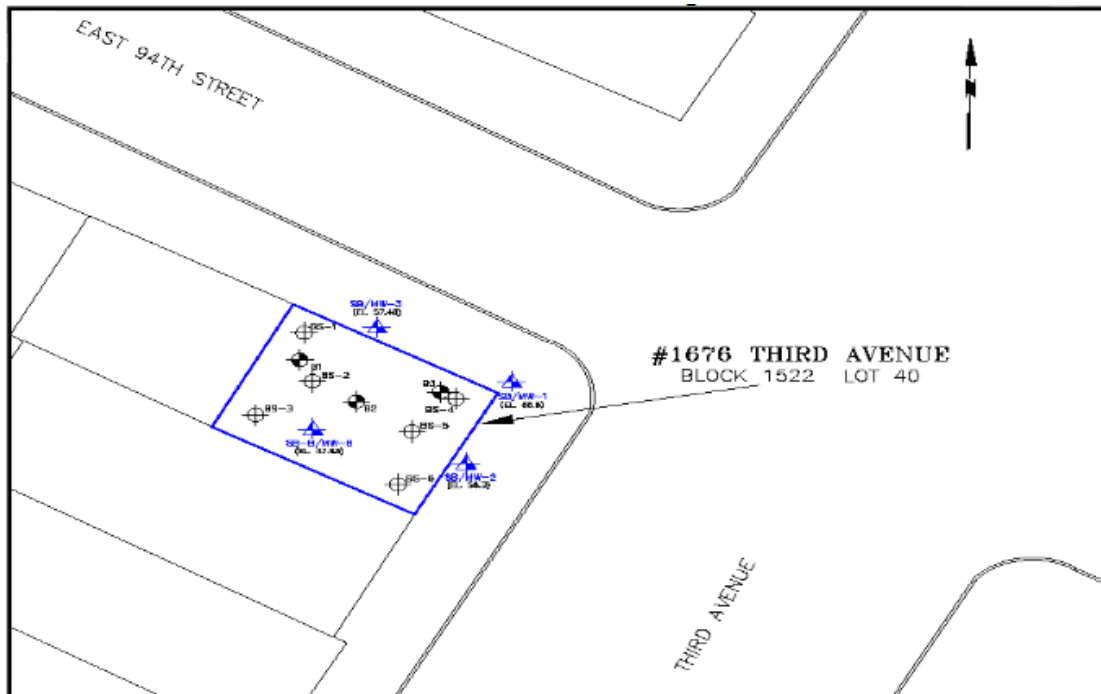 EAST 94TH STREET
SB/MW-3
BS-1
B1
BS-2
#1676 THIRD AVENUE
BLOCK 1522 LOT 40
SB/MW-1
B3
BS-4
B2
BS-3
BS-5
SB/MW-2
BS-6
THIRD AVENUE
N